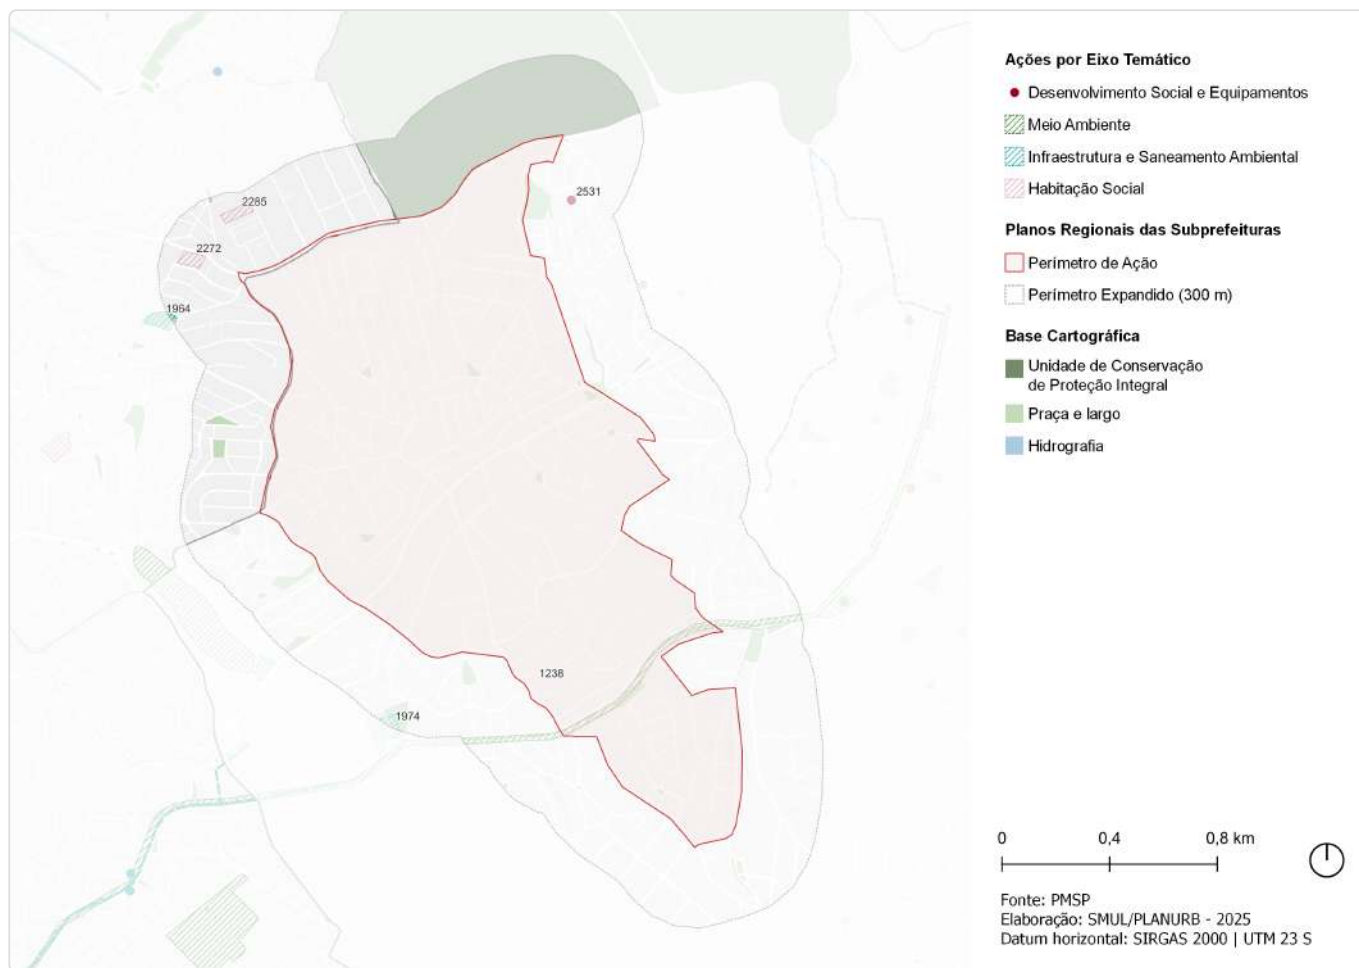 Ações por Eixo Temático
Desenvolvimento Social e Equipamentos
Meio Ambiente
Infraestrutura e Saneamento Ambiental
Habitação Social
Planos Regionais das Subprefeituras
Perímetro de Ação
Perímetro Expandido (300 m)
Base Cartográfica
Unidade de Conservação
de Proteção Integral
Praça e largo
Hidrografia
2531
2285
2272
1964
1238
1974
0 0,4 0,8 km
Fonte: PMSP
Elaboração: SMUL/PLANURB - 2025
Datum horizontal: SIRGAS 2000 | UTM 23 S